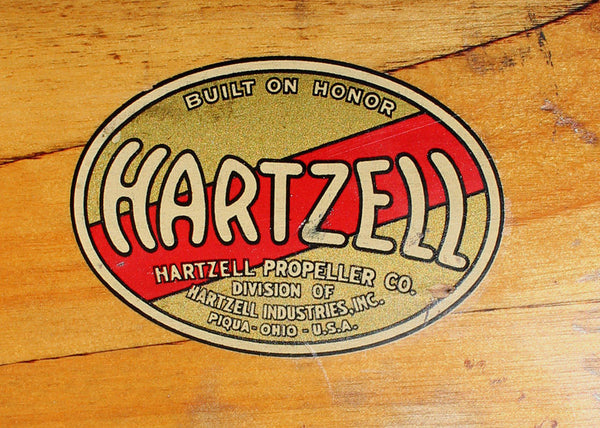 BUILT ON HONOR
HARTZELL
HARTZELL PROPELLER CO.
DIVISION OF
HARTZELL INDUSTRIES, INC.
PIQUA - OHIO - U.S.A.